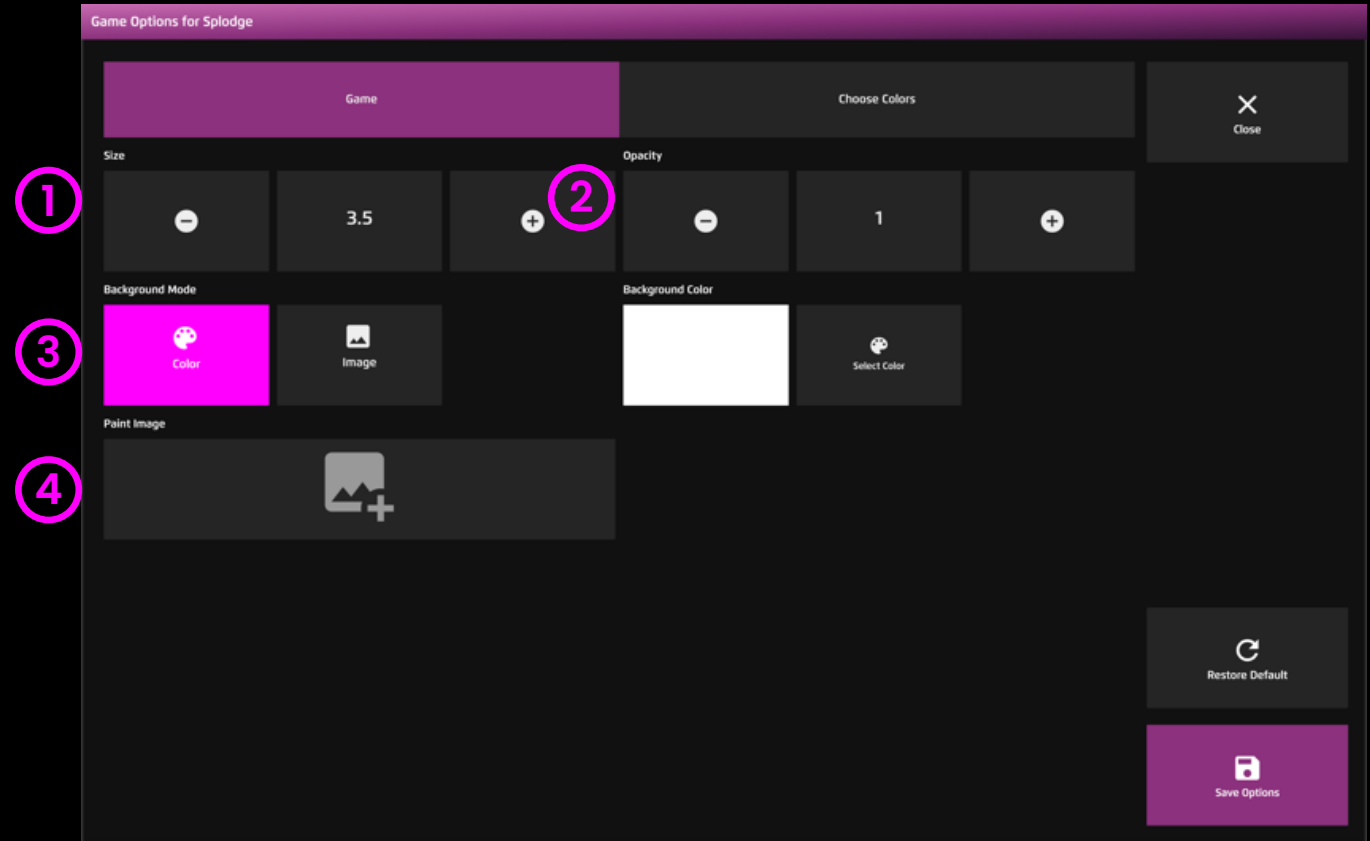 Game Options for Splodge
Game
Choose Colors
Close
Size
Opacity
1
3.5
2
1
Background Mode
Background Color
3
Color
Image
Select Color
Paint Image
4
Restore Default
Save Options